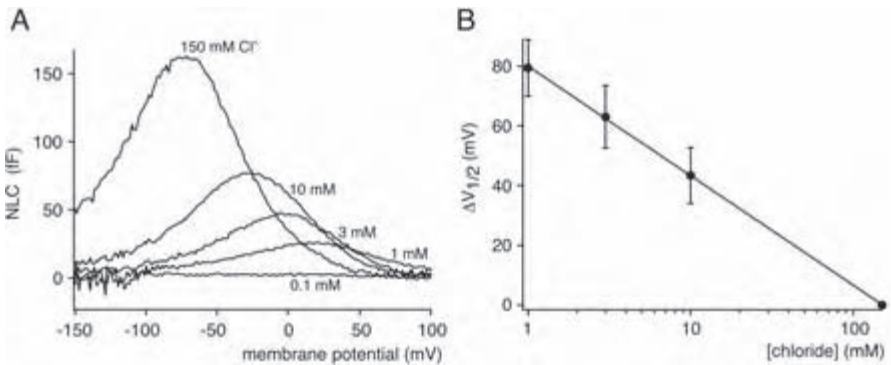 A
150 mM Cl⁻
150
100
50
0
NLC (fF)
10 mM
3 mM
1 mM
0.1 mM
-150
-100
-50
0
50
100
membrane potential (mV)
B
80
60
40
20
0
ΔV1/2 (mV)
1
10
100
[chloride] (mM)